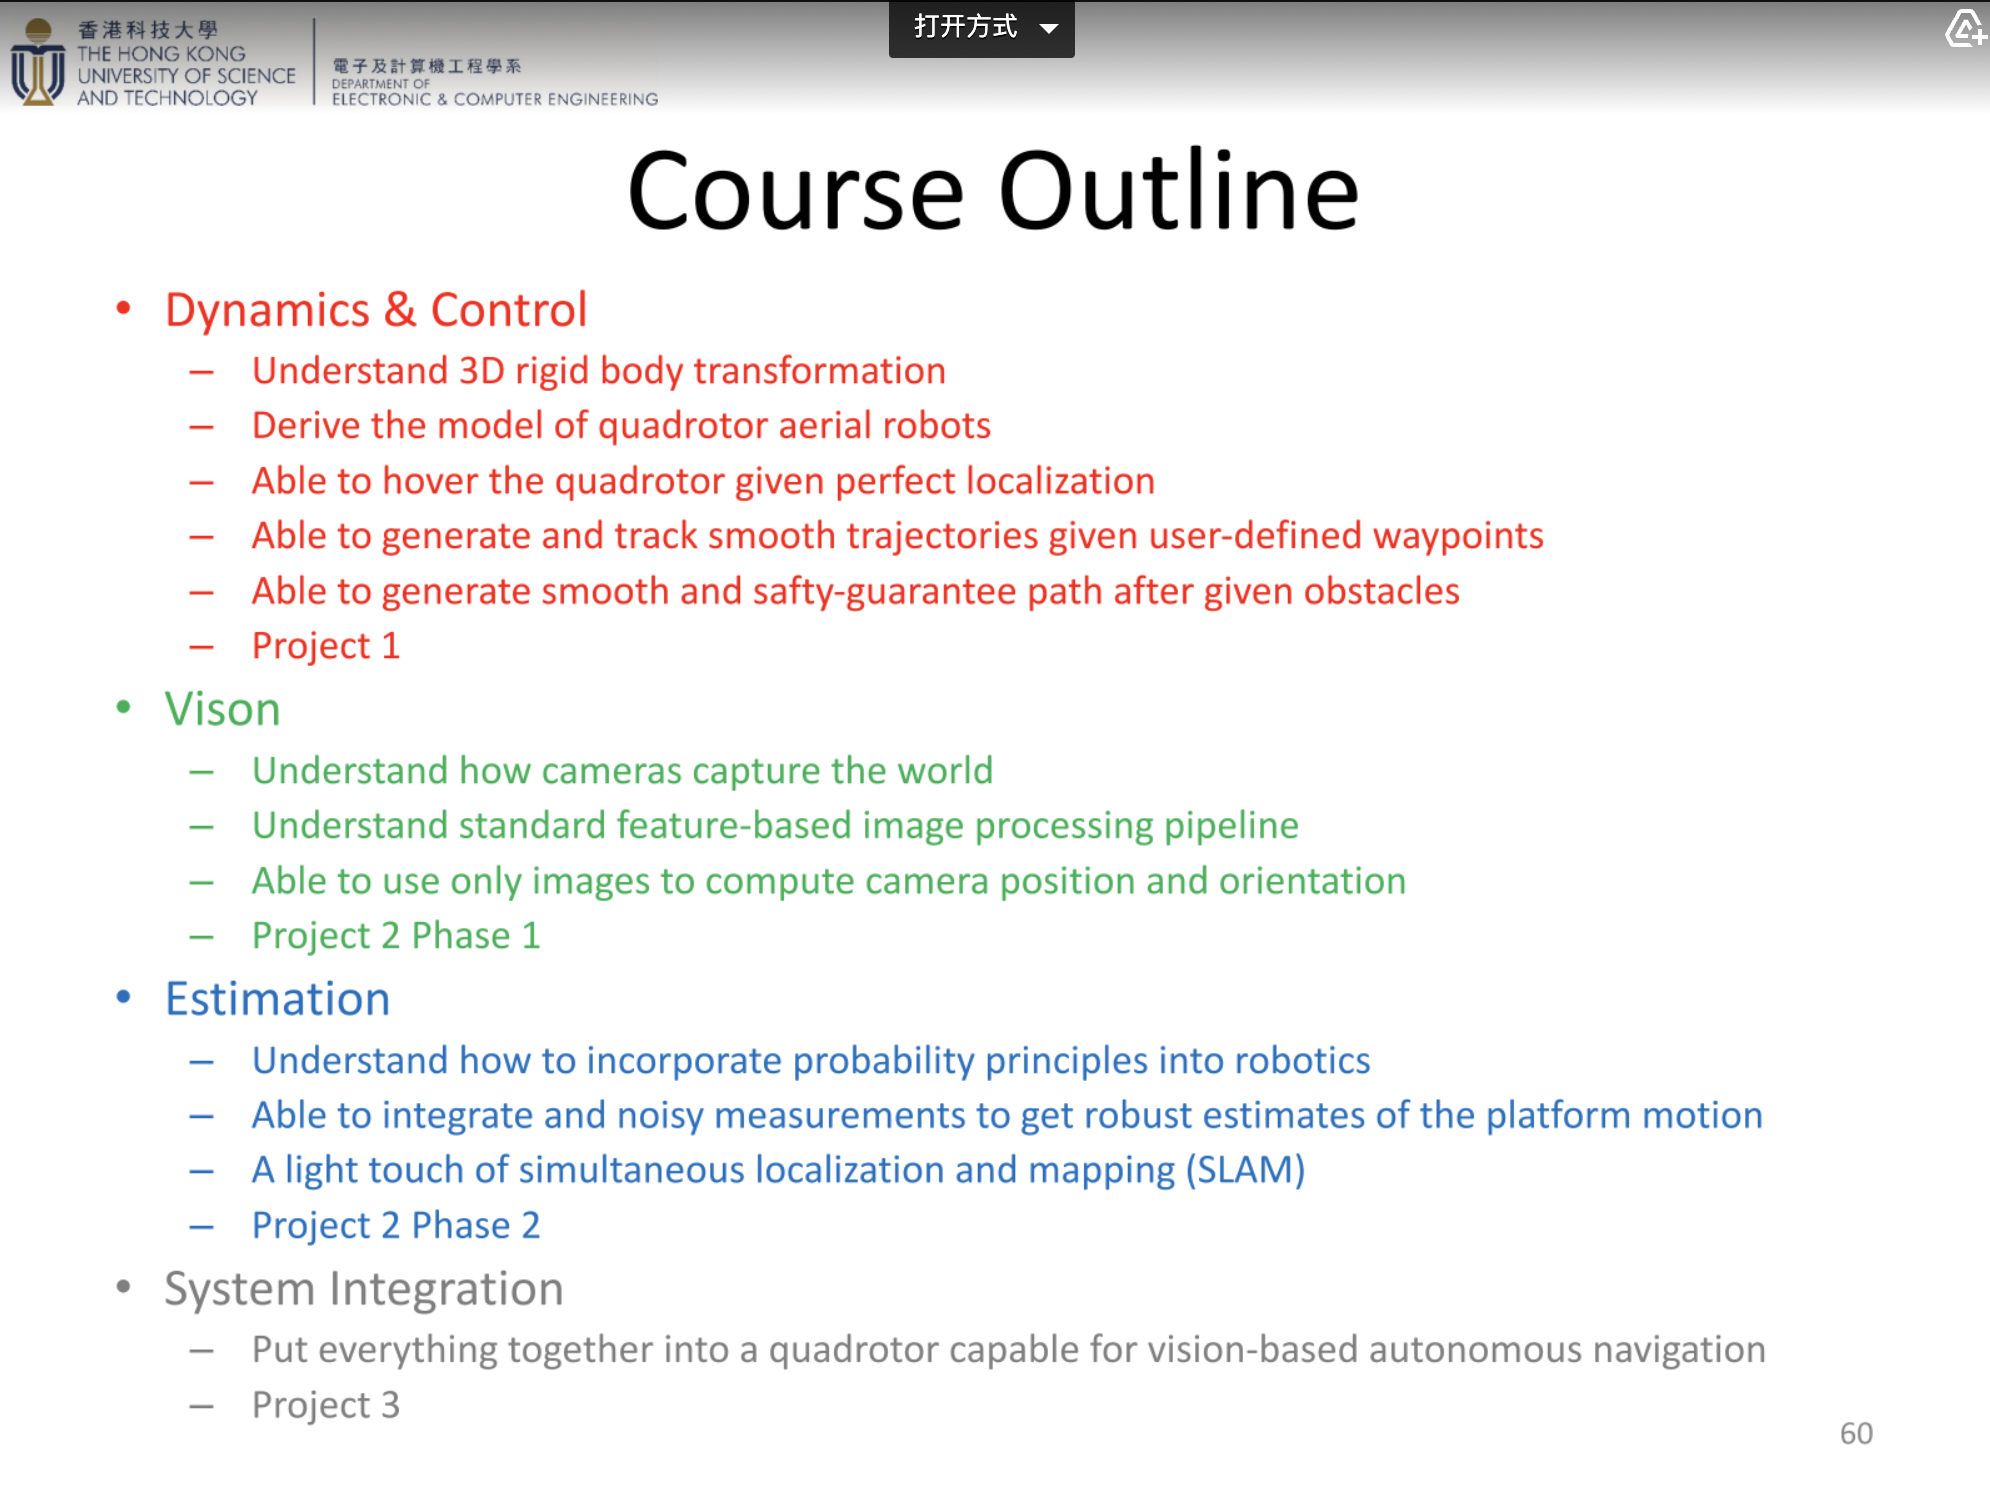 香港科技大學
THE HONG KONG
UNIVERSITY OF SCIENCE
AND TECHNOLOGY
電子及計算機工程學系
DEPARTMENT OF
ELECTRONIC & COMPUTER ENGINEERING
打开方式
Course Outline
• Dynamics & Control
– Understand 3D rigid body transformation
– Derive the model of quadrotor aerial robots
– Able to hover the quadrotor given perfect localization
– Able to generate and track smooth trajectories given user-defined waypoints
– Able to generate smooth and safty-guarantee path after given obstacles
– Project 1
• Vison
– Understand how cameras capture the world
– Understand standard feature-based image processing pipeline
– Able to use only images to compute camera position and orientation
– Project 2 Phase 1
• Estimation
– Understand how to incorporate probability principles into robotics
– Able to integrate and noisy measurements to get robust estimates of the platform motion
– A light touch of simultaneous localization and mapping (SLAM)
– Project 2 Phase 2
• System Integration
– Put everything together into a quadrotor capable for vision-based autonomous navigation
– Project 3
60